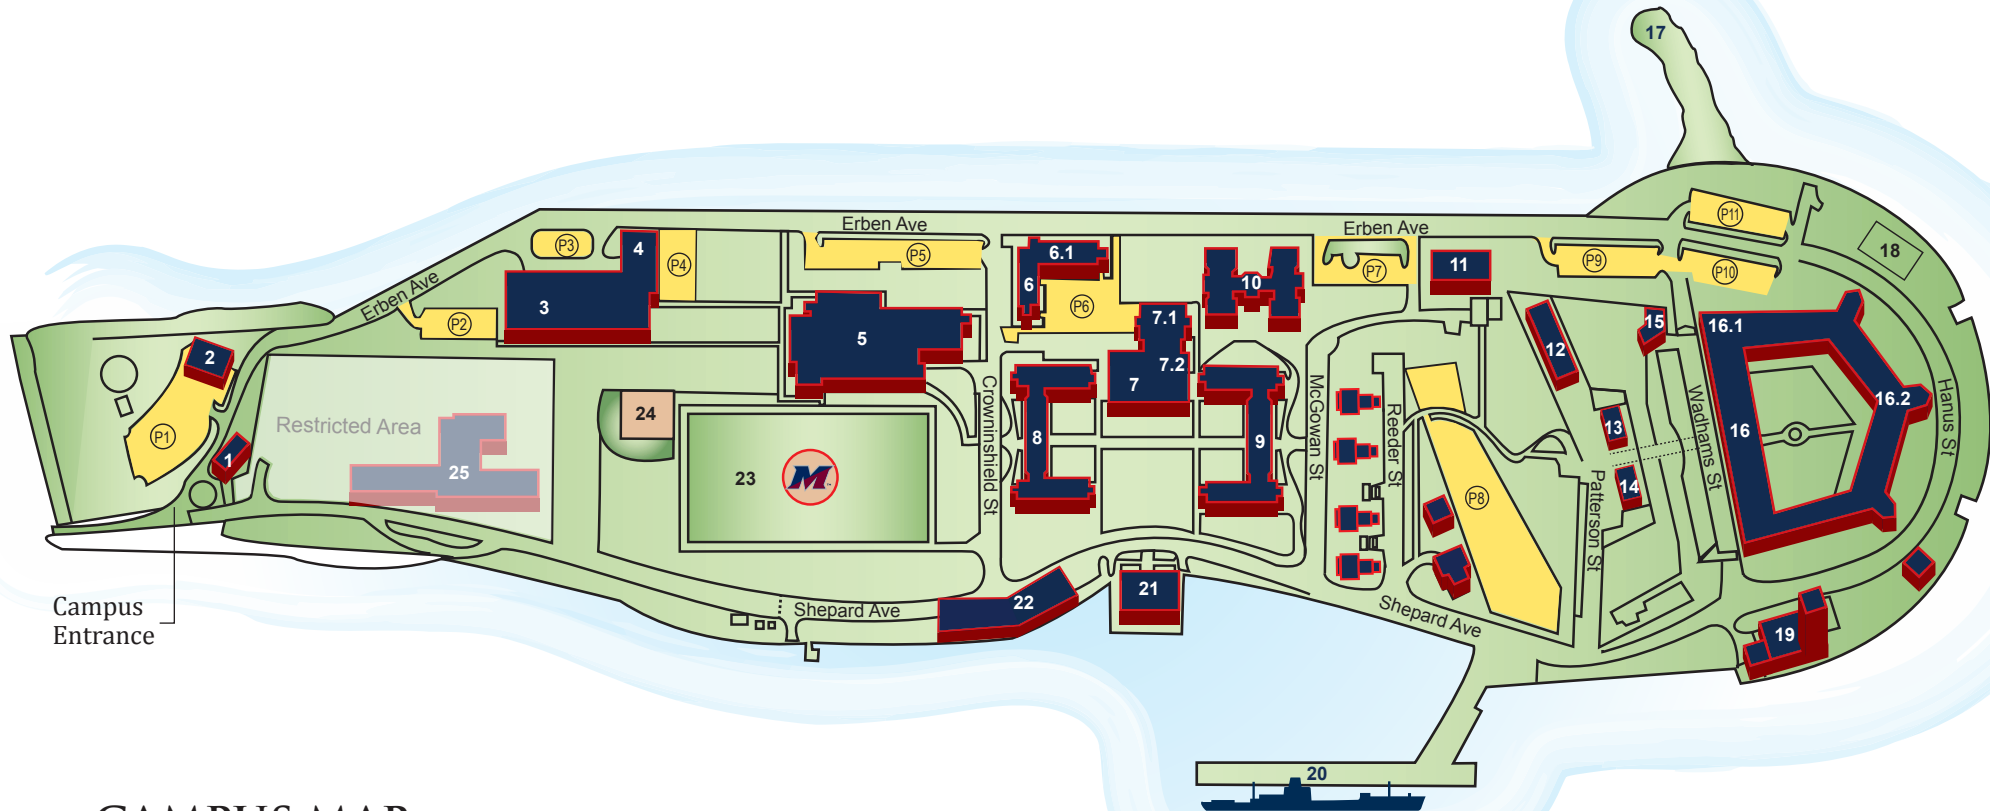 17
Erben Ave
Erben Ave
P11
18
P3
4
P4
P5
6.1
6
10
P7
11
P9
P10
Erben Ave
P2
3
5
P6
7.1
7.2
7
12
15
16.1
16.2
2
P1
1
Restricted Area
25
24
23
M
Crowninshield St
8
9
McGowan St
Reeder St
P8
13
14
Patterson St
Wadhams St
16
Hanus St
Campus
Entrance
Shepard Ave
22
21
Shepard Ave
19
20
CAMPUS MAP